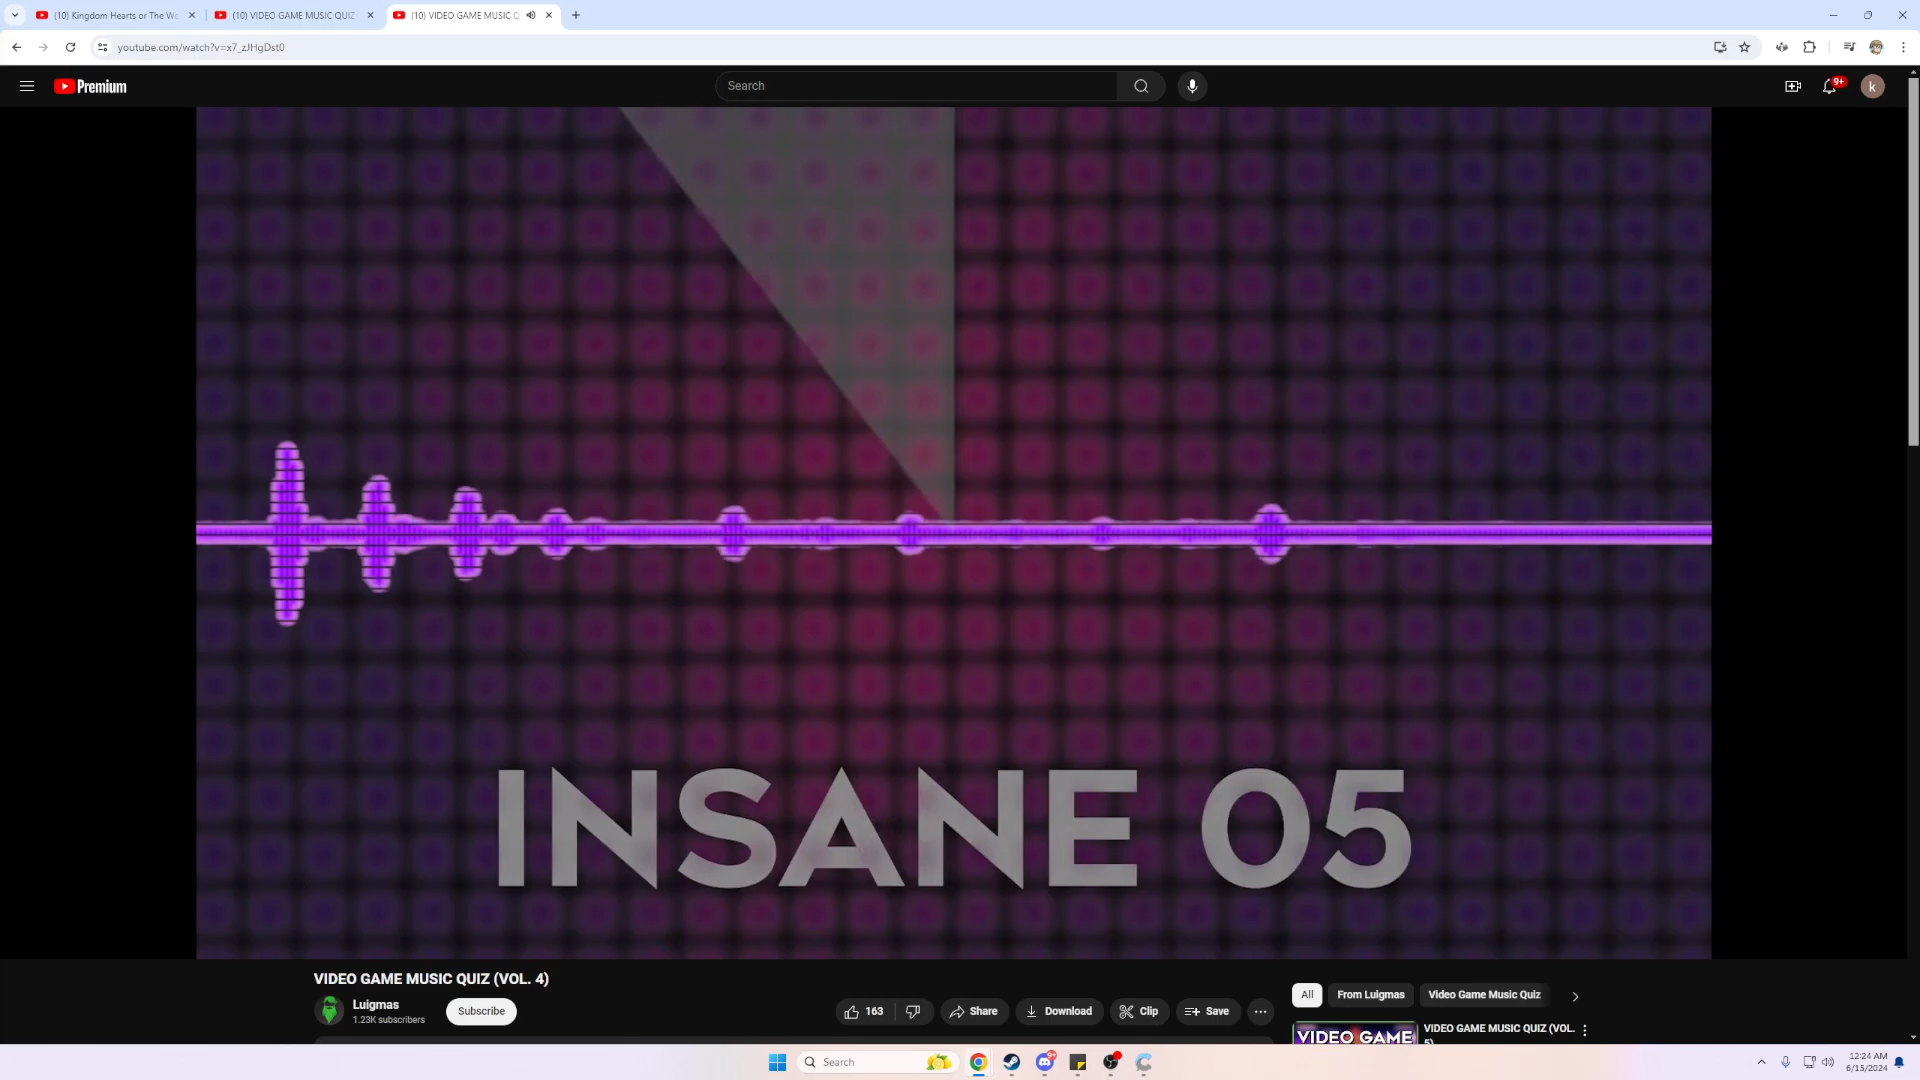 (10) Kingdom Hearts or The We
(10) VIDEO GAME MUSIC QUIZ
(10) VIDEO GAME MUSIC Q
youtube.com/watch?v=x7_zJHgDst0
Premium
Search
9+
k
INSANE 05
VIDEO GAME MUSIC QUIZ (VOL. 4)
Luigmas
1.23K subscribers
Subscribe
163
Share
Download
Clip
Save
All
From Luigmas
Video Game Music Quiz
VIDEO GAME
VIDEO GAME MUSIC QUIZ (VOL.
5)
Search
9+
12:24 AM
6/15/2024